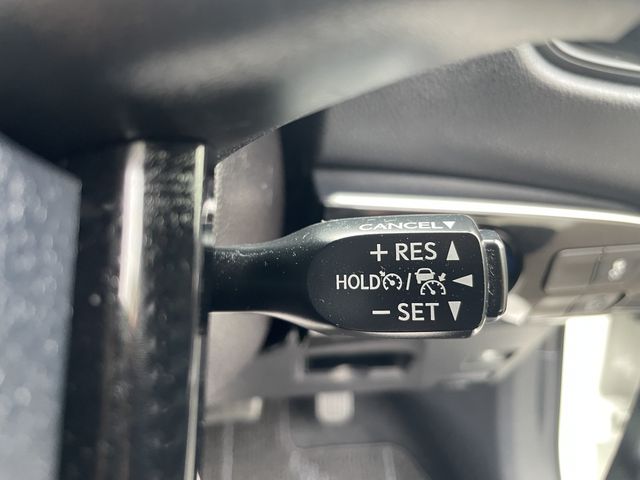 CANCEL▼
+ RES ▲
HOLD / ◀
− SET ▼